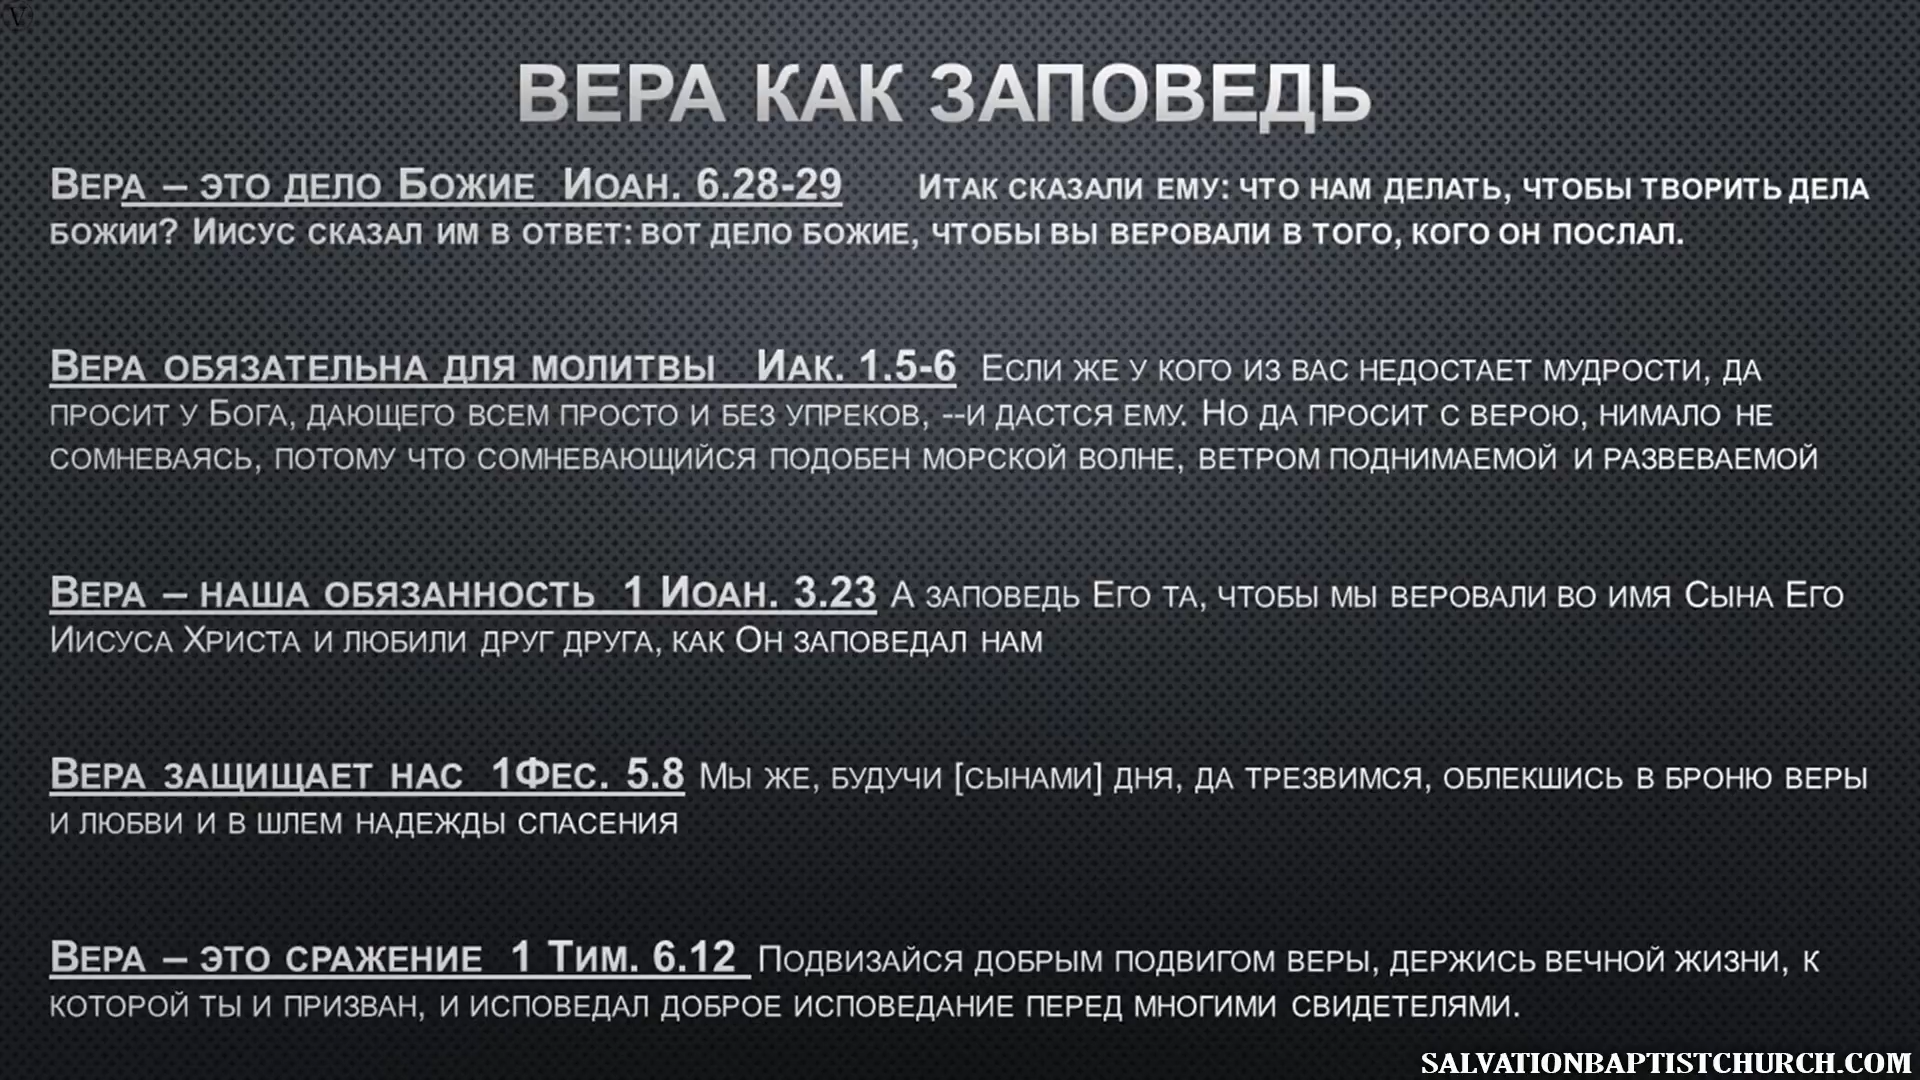 V
ВЕРА КАК ЗАПОВЕДЬ
Вера – это дело Божие Иоан. 6.28-29 Итак сказали ему: что нам делать, чтобы творить дела
божии? Иисус сказал им в ответ: вот дело божие, чтобы вы веровали в того, кого он послал.
Вера обязательна для молитвы Иак. 1.5-6 Если же у кого из вас недостает мудрости, да
просит у Бога, дающего всем просто и без упреков, --и дастся ему. Но да просит с верою, нимало не
сомневаясь, потому что сомневающийся подобен морской волне, ветром поднимаемой и развеваемой
Вера – наша обязанность 1 Иоан. 3.23 А заповедь Его та, чтобы мы веровали во имя Сына Его
Иисуса Христа и любили друг друга, как Он заповедал нам
Вера защищает нас 1Фес. 5.8 Мы же, будучи [сынами] дня, да трезвимся, облекшись в броню веры
и любви и в шлем надежды спасения
Вера – это сражение 1 Тим. 6.12 Подвизайся добрым подвигом веры, держись вечной жизни, к
которой ты и призван, и исповедал доброе исповедание перед многими свидетелями.
SALVATIONBAPTISTCHURCH.COM